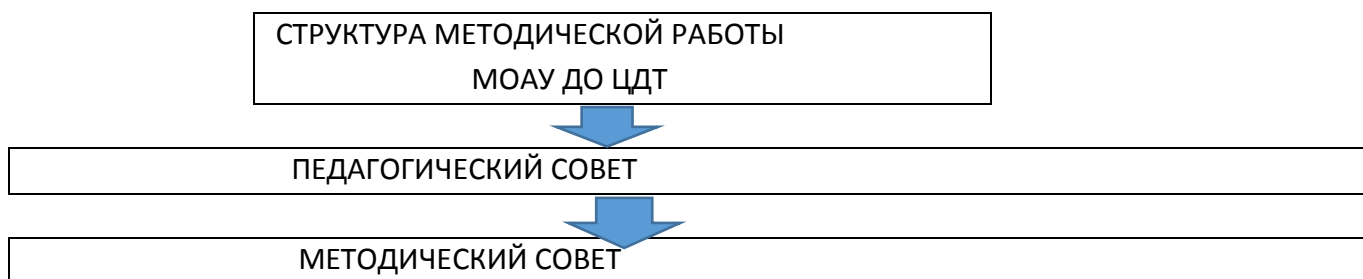 СТРУКТУРА МЕТОДИЧЕСКОЙ РАБОТЫ
МОАУ ДО ЦДТ
ПЕДАГОГИЧЕСКИЙ СОВЕТ
МЕТОДИЧЕСКИЙ СОВЕТ